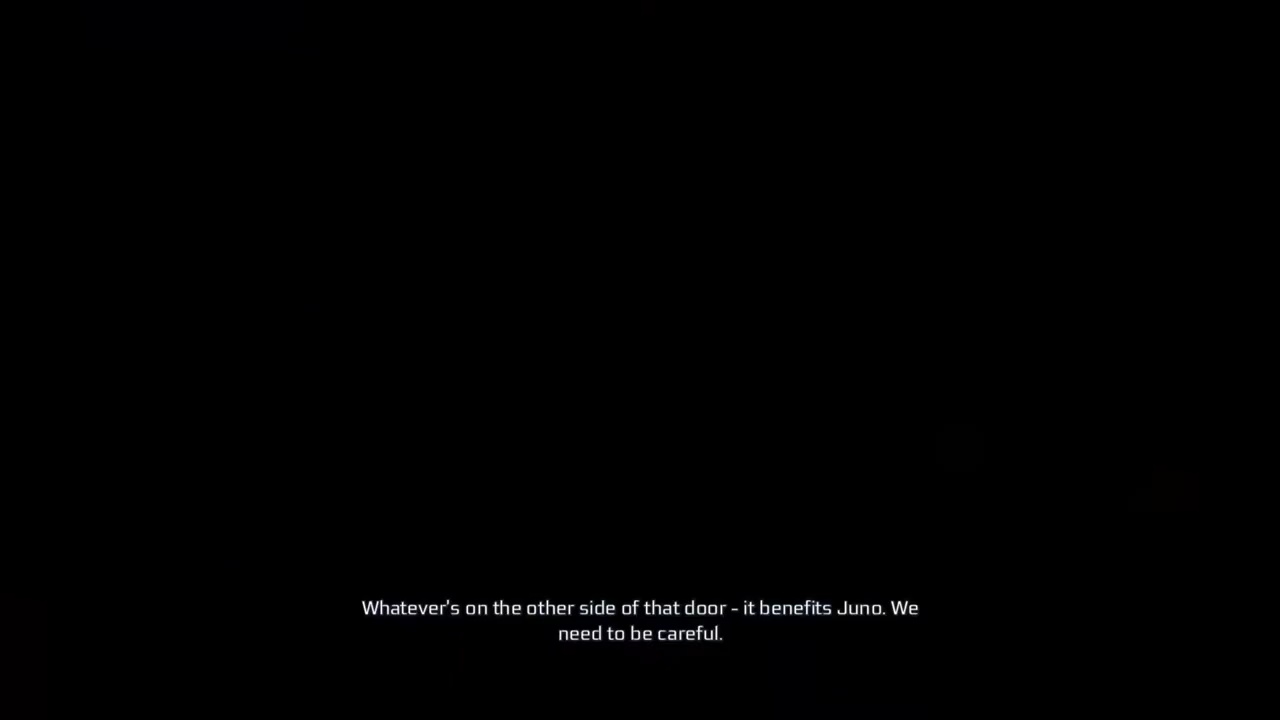 Whatever's on the other side of that door - it benefits Juno. We
need to be careful.